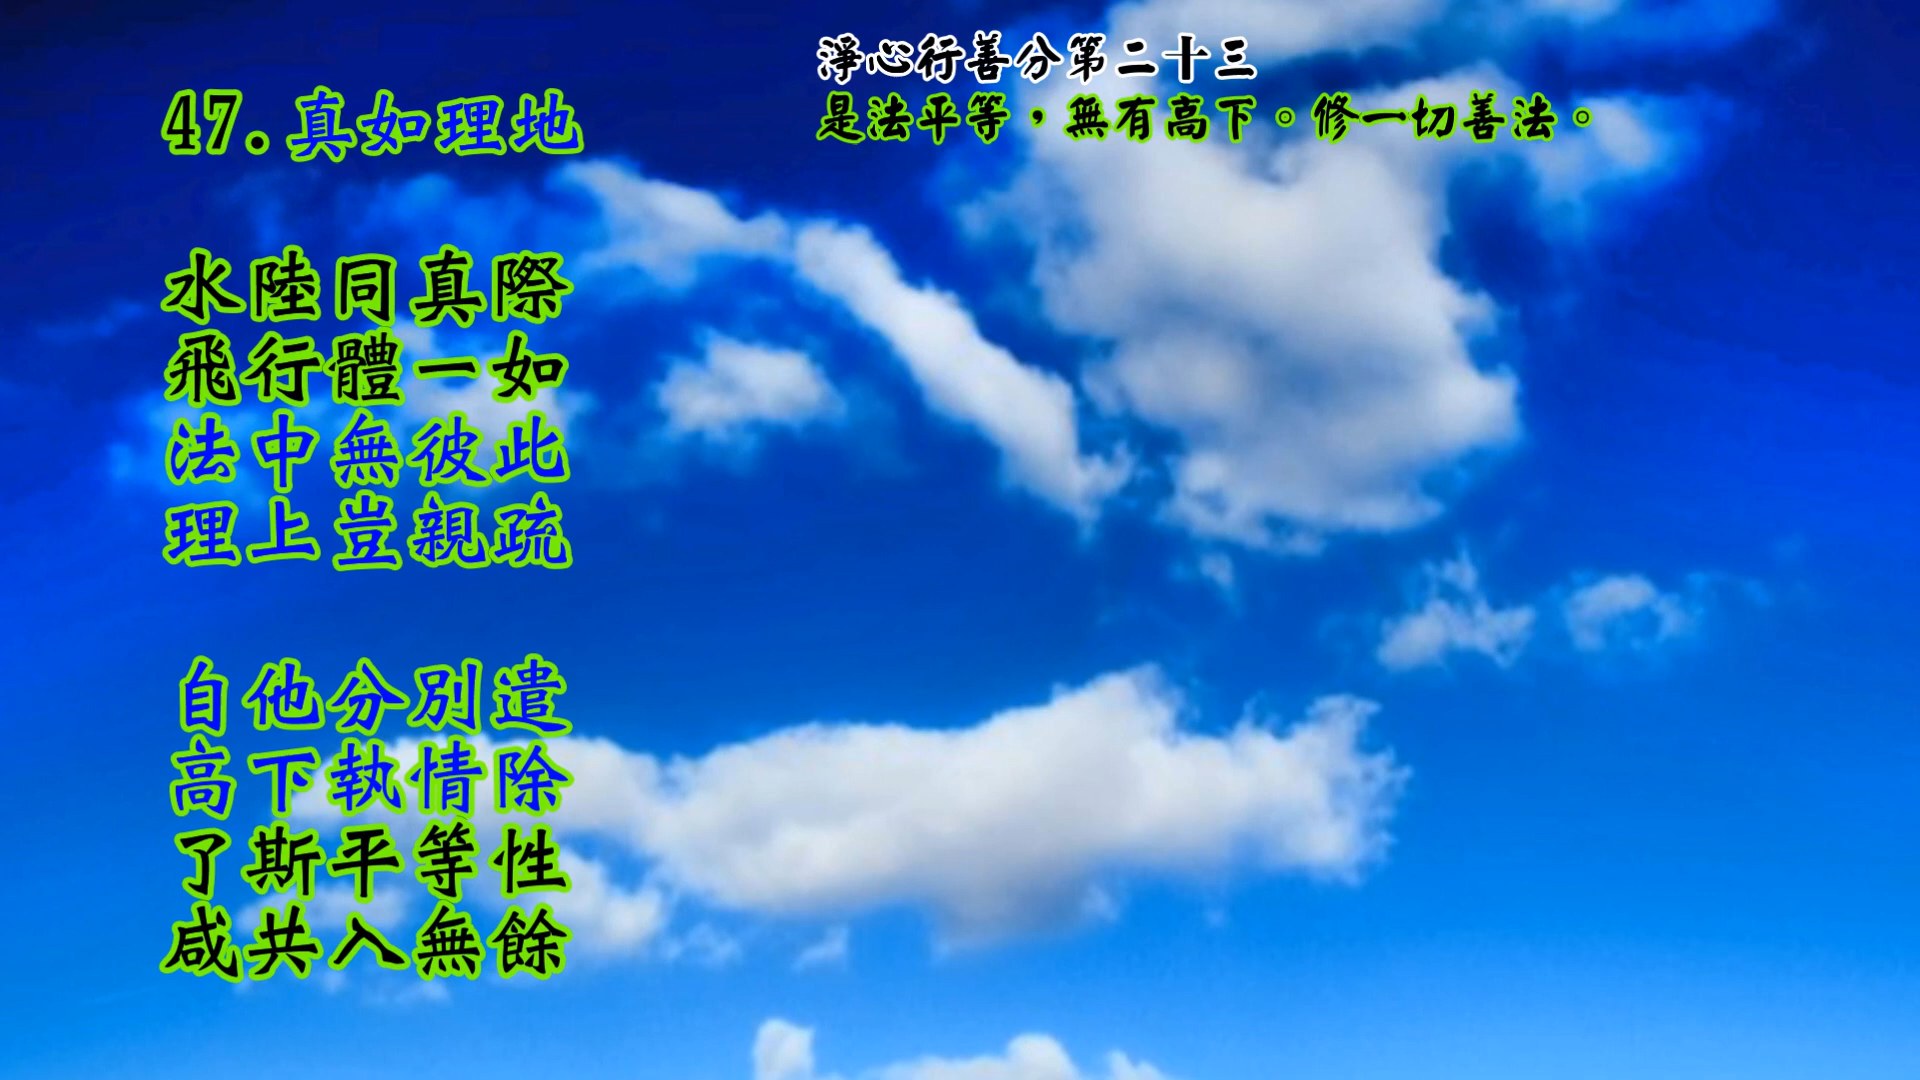 淨心行善分第二十三
是法平等，無有高下。修一切善法。
47.真如理地
水陸同真際
飛行體一如
法中無彼此
理上豈親疏
自他分別遣
高下執情除
了斯平等性
咸共入無餘